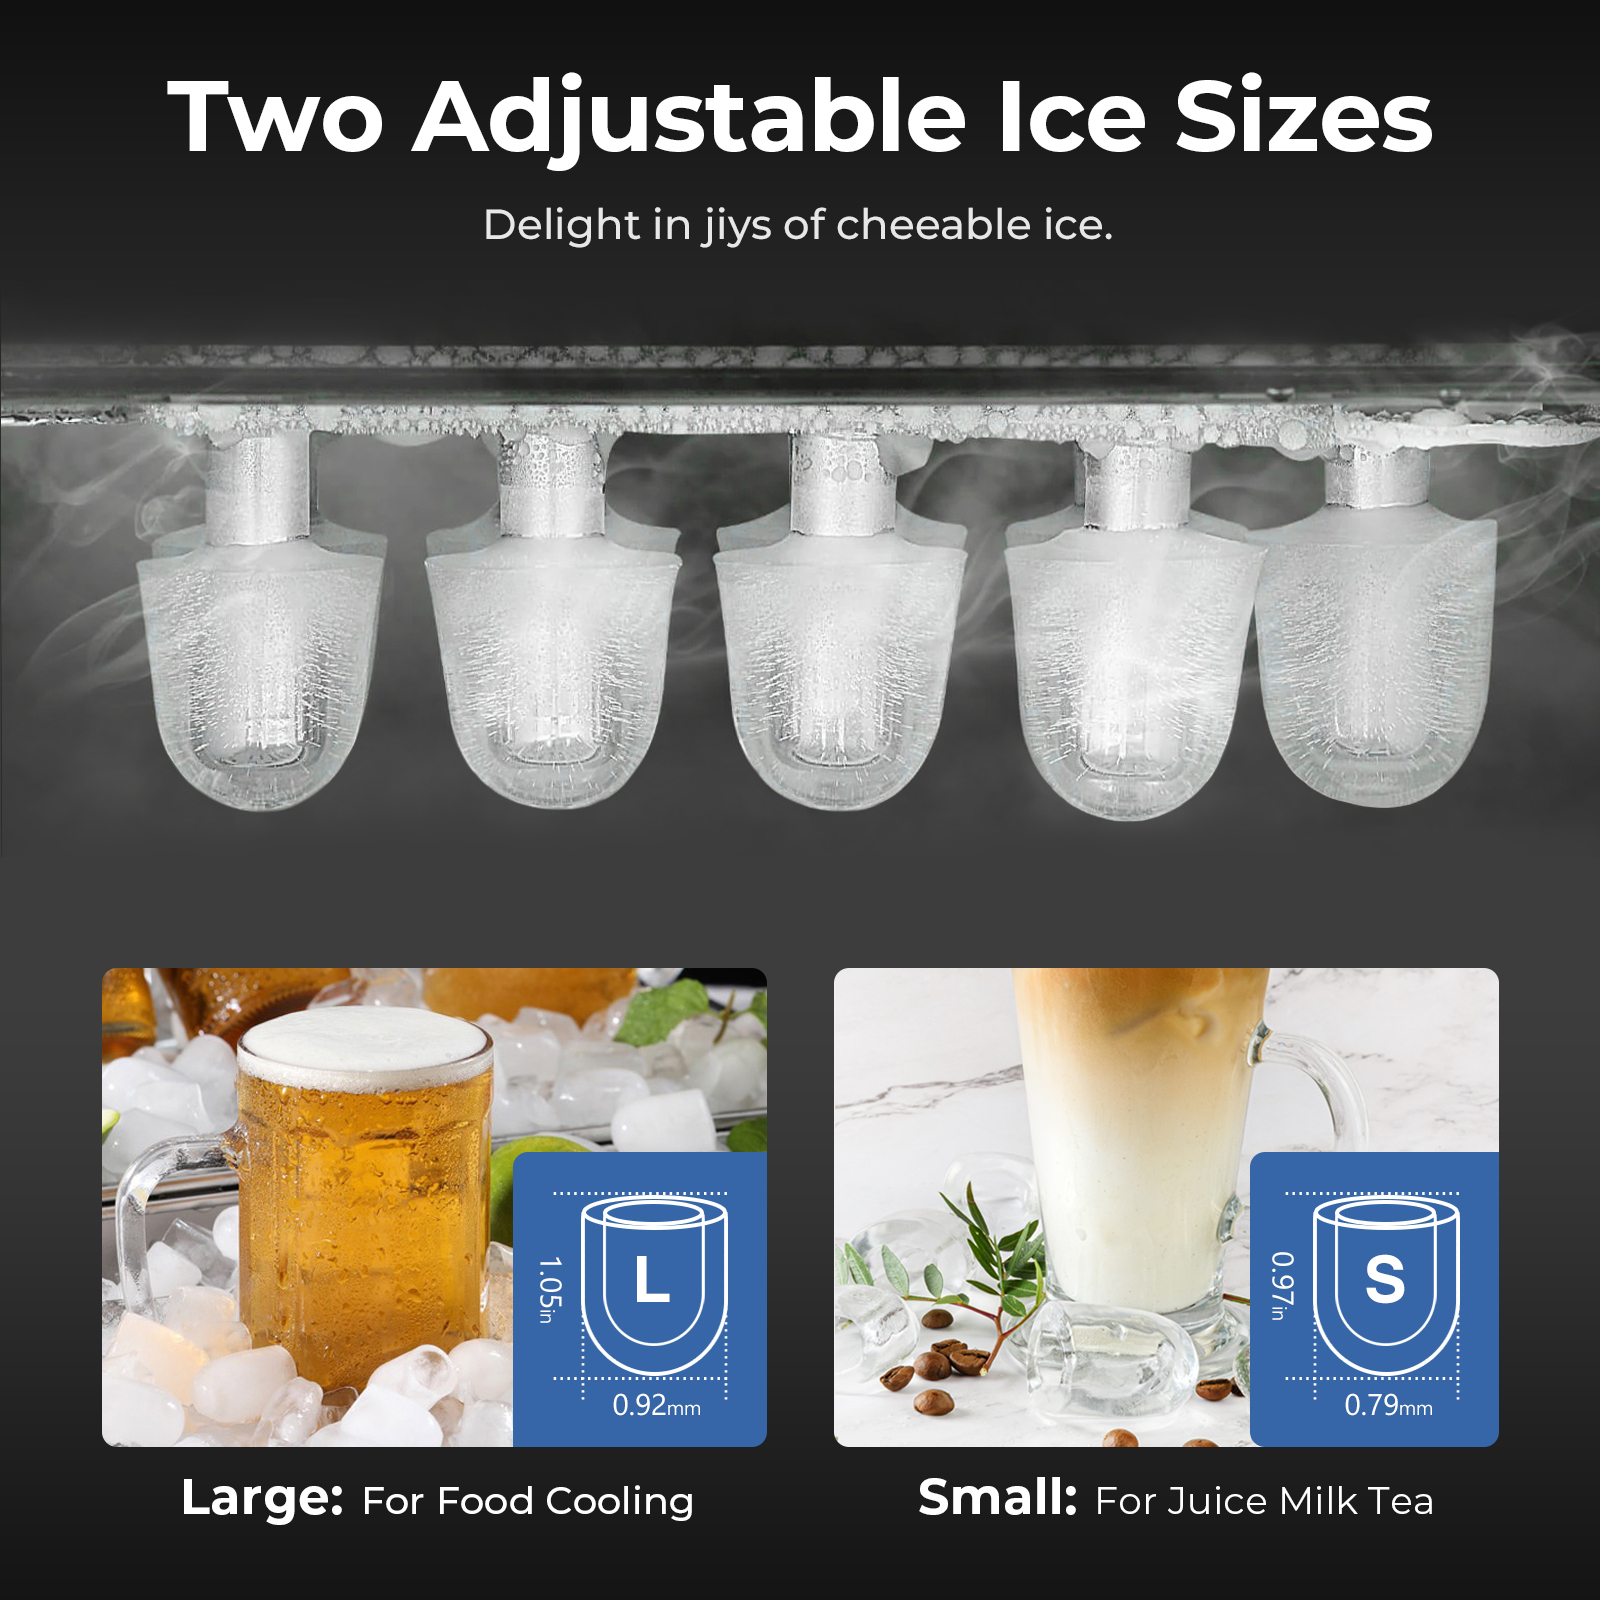 Two Adjustable Ice Sizes
Delight in jiys of cheeable ice.
L
1.05in
0.92mm
S
0.97in
0.79mm
Large: For Food Cooling
Small: For Juice Milk Tea